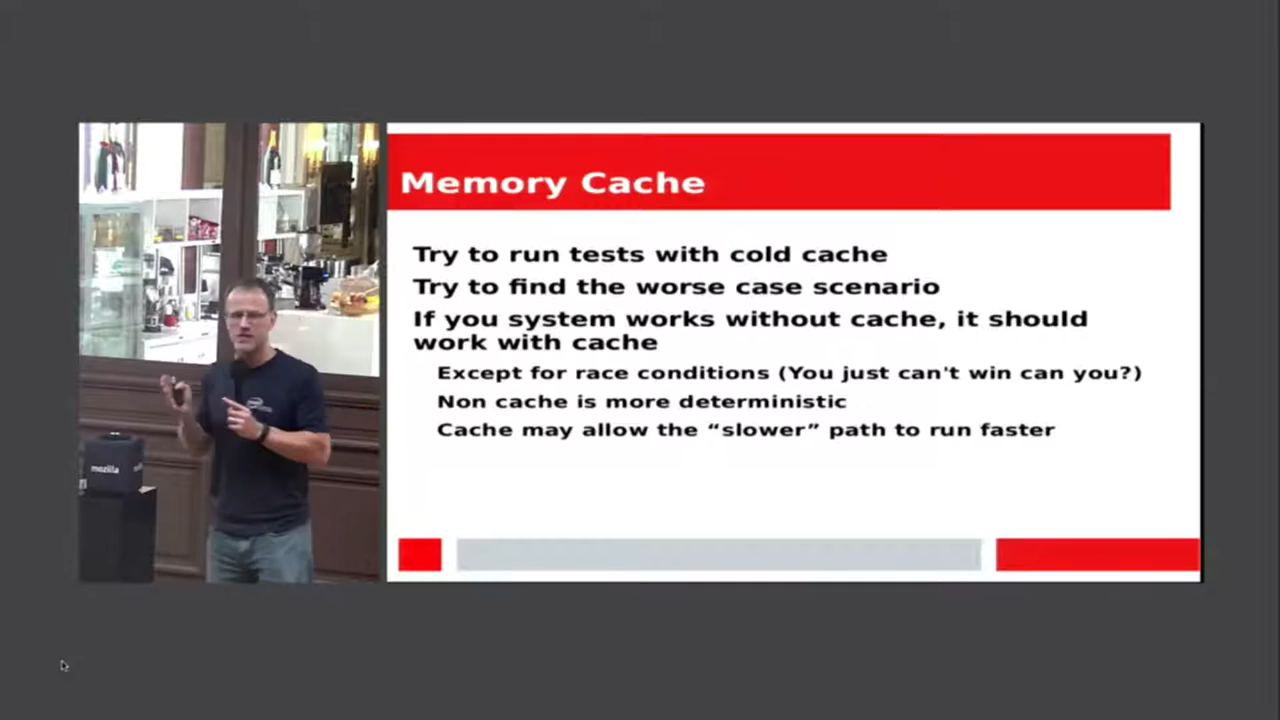 Memory Cache
Try to run tests with cold cache
Try to find the worse case scenario
If you system works without cache, it should
work with cache
Except for race conditions (You just can't win can you?)
Non cache is more deterministic
Cache may allow the “slower” path to run faster
mozilla